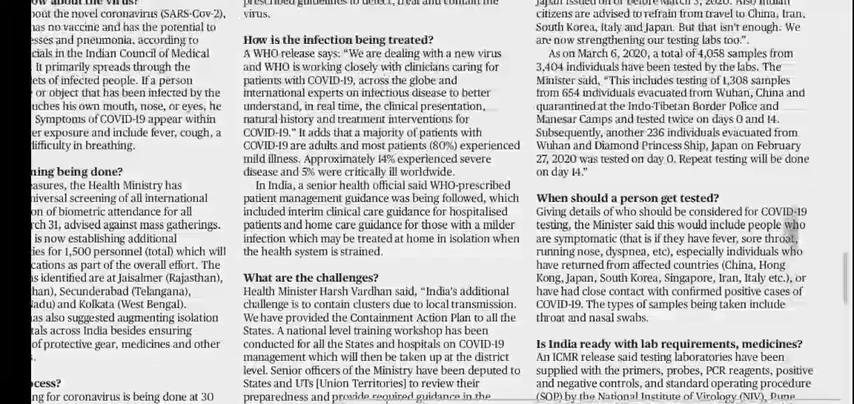 out the novel coronavirus (SARS-Cov-2),
as no vaccine and has the potential to
esses and pneumonia, according to
cials in the Indian Council of Medical
. It primarily spreads through the
ets of infected people. If a person
or object that has been infected by the
uches his own mouth, nose, or eyes, he
Symptoms of COVID-19 appear within
er exposure and include fever, cough, a
difficulty in breathing.
ning being done?
easures, the Health Ministry has
niversal screening of all international
on of biometric attendance for all
rch 31, advised against mass gatherings.
is now establishing additional
ies for 1,500 personnel (total) which will
cations as part of the overall effort. The
s identified are at Jaisalmer (Rajasthan),
han), Secunderabad (Telangana),
Nadu) and Kolkata (West Bengal).
as also suggested augmenting isolation
tals across India besides ensuring
of protective gear, medicines and other
s.
ocess?
ng for coronavirus is being done at 30
prescribed guidelines to detect, treat and contain the
virus.
How is the infection being treated?
A WHO release says: “We are dealing with a new virus
and WHO is working closely with clinicians caring for
patients with COVID-19, across the globe and
international experts on infectious disease to better
understand, in real time, the clinical presentation,
natural history and treatment interventions for
COVID-19.” It adds that a majority of patients with
COVID-19 are adults and most patients (80%) experienced
mild illness. Approximately 14% experienced severe
disease and 5% were critically ill worldwide.
In India, a senior health official said WHO-prescribed
patient management guidance was being followed, which
included interim clinical care guidance for hospitalised
patients and home care guidance for those with a milder
infection which may be treated at home in isolation when
the health system is strained.
What are the challenges?
Health Minister Harsh Vardhan said, “India’s additional
challenge is to contain clusters due to local transmission.
We have provided the Containment Action Plan to all the
States. A national level training workshop has been
conducted for all the States and hospitals on COVID-19
management which will then be taken up at the district
level. Senior officers of the Ministry have been deputed to
States and UTs [Union Territories] to review their
preparedness and provide required guidance in the
Japan issued on or before March 3, 2020. Also Indian
citizens are advised to refrain from travel to China, Iran,
South Korea, Italy and Japan. But that isn’t enough: We
are now strengthening our testing labs too”.
As on March 6, 2020, a total of 4,058 samples from
3,404 individuals have been tested by the labs. The
Minister said, “This includes testing of 1,308 samples
from 654 individuals evacuated from Wuhan, China and
quarantined at the Indo-Tibetan Border Police and
Manesar Camps and tested twice on days 0 and 14.
Subsequently, another 236 individuals evacuated from
Wuhan and Diamond Princess Ship, Japan on February
27, 2020 was tested on day 0. Repeat testing will be done
on day 14.”
When should a person get tested?
Giving details of who should be considered for COVID-19
testing, the Minister said this would include people who
are symptomatic (that is if they have fever, sore throat,
running nose, dyspnea, etc), especially individuals who
have returned from affected countries (China, Hong
Kong, Japan, South Korea, Singapore, Iran, Italy etc.), or
have had close contact with confirmed positive cases of
COVID-19. The types of samples being taken include
throat and nasal swabs.
Is India ready with lab requirements, medicines?
An ICMR release said testing laboratories have been
supplied with the primers, probes, PCR reagents, positive
and negative controls, and standard operating procedure
(SOP) by the National Institute of Virology (NIV), Pune